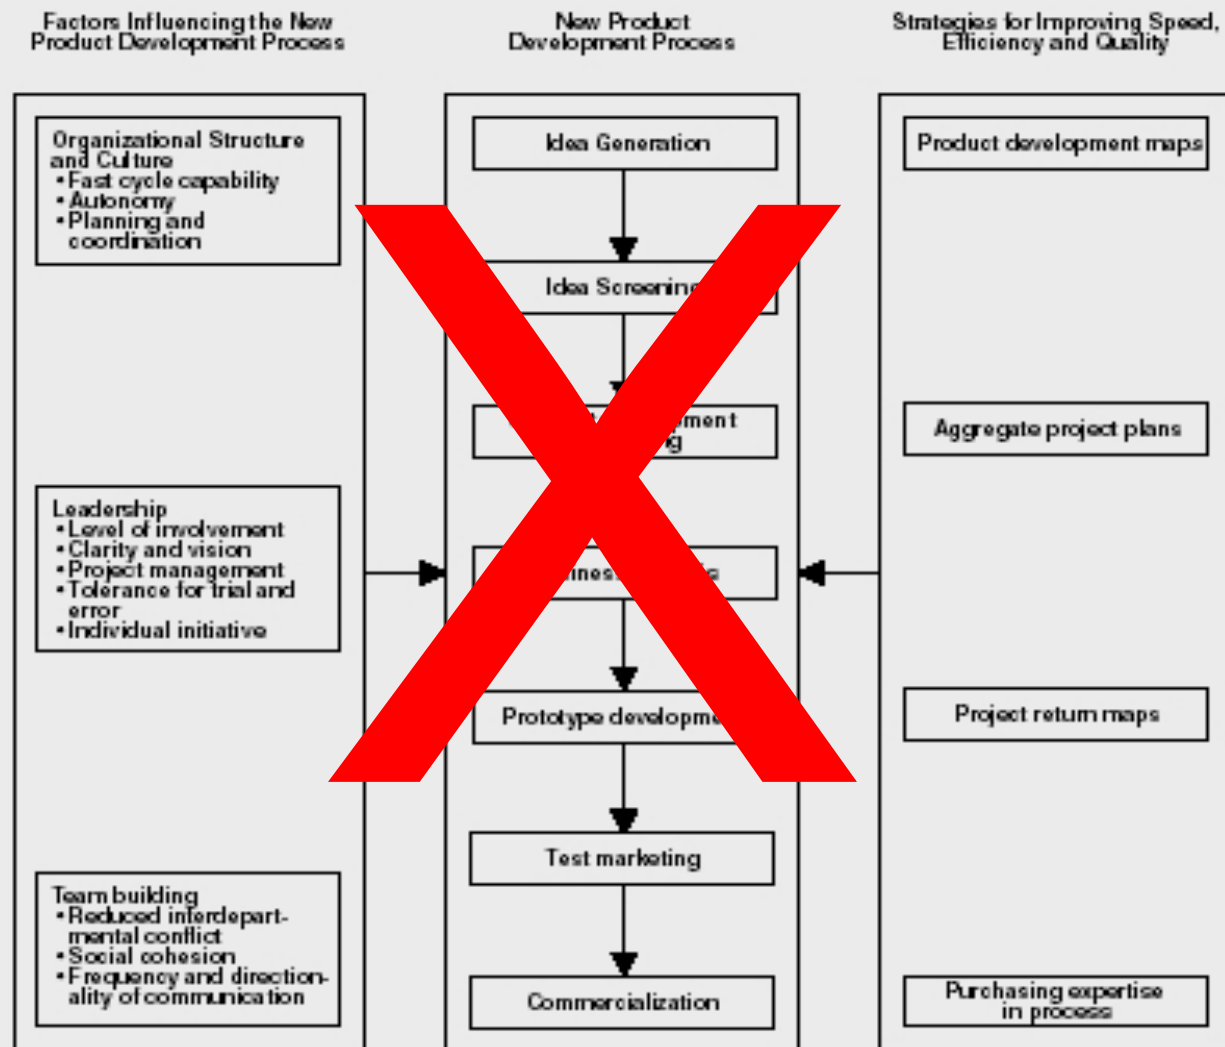 Factors Influencing the New
Product Development Process
Organizational Structure
and Culture
•Fast cycle capability
•Autonomy
•Planning and
coordination
Leadership
•Level of involvement
•Clarity and vision
•Project management
•Tolerance for trial and
error
•Individual initiative
Team building
•Reduced interdepart-
mental conflict
•Social cohesion
•Frequency and direction-
ality of communication
New Product
Development Process
Idea Generation
Idea Screening
Prototype development
Test marketing
Commercialization
Strategies for Improving Speed,
Efficiency and Quality
Product development maps
Aggregate project plans
Project return maps
Purchasing expertise
in process